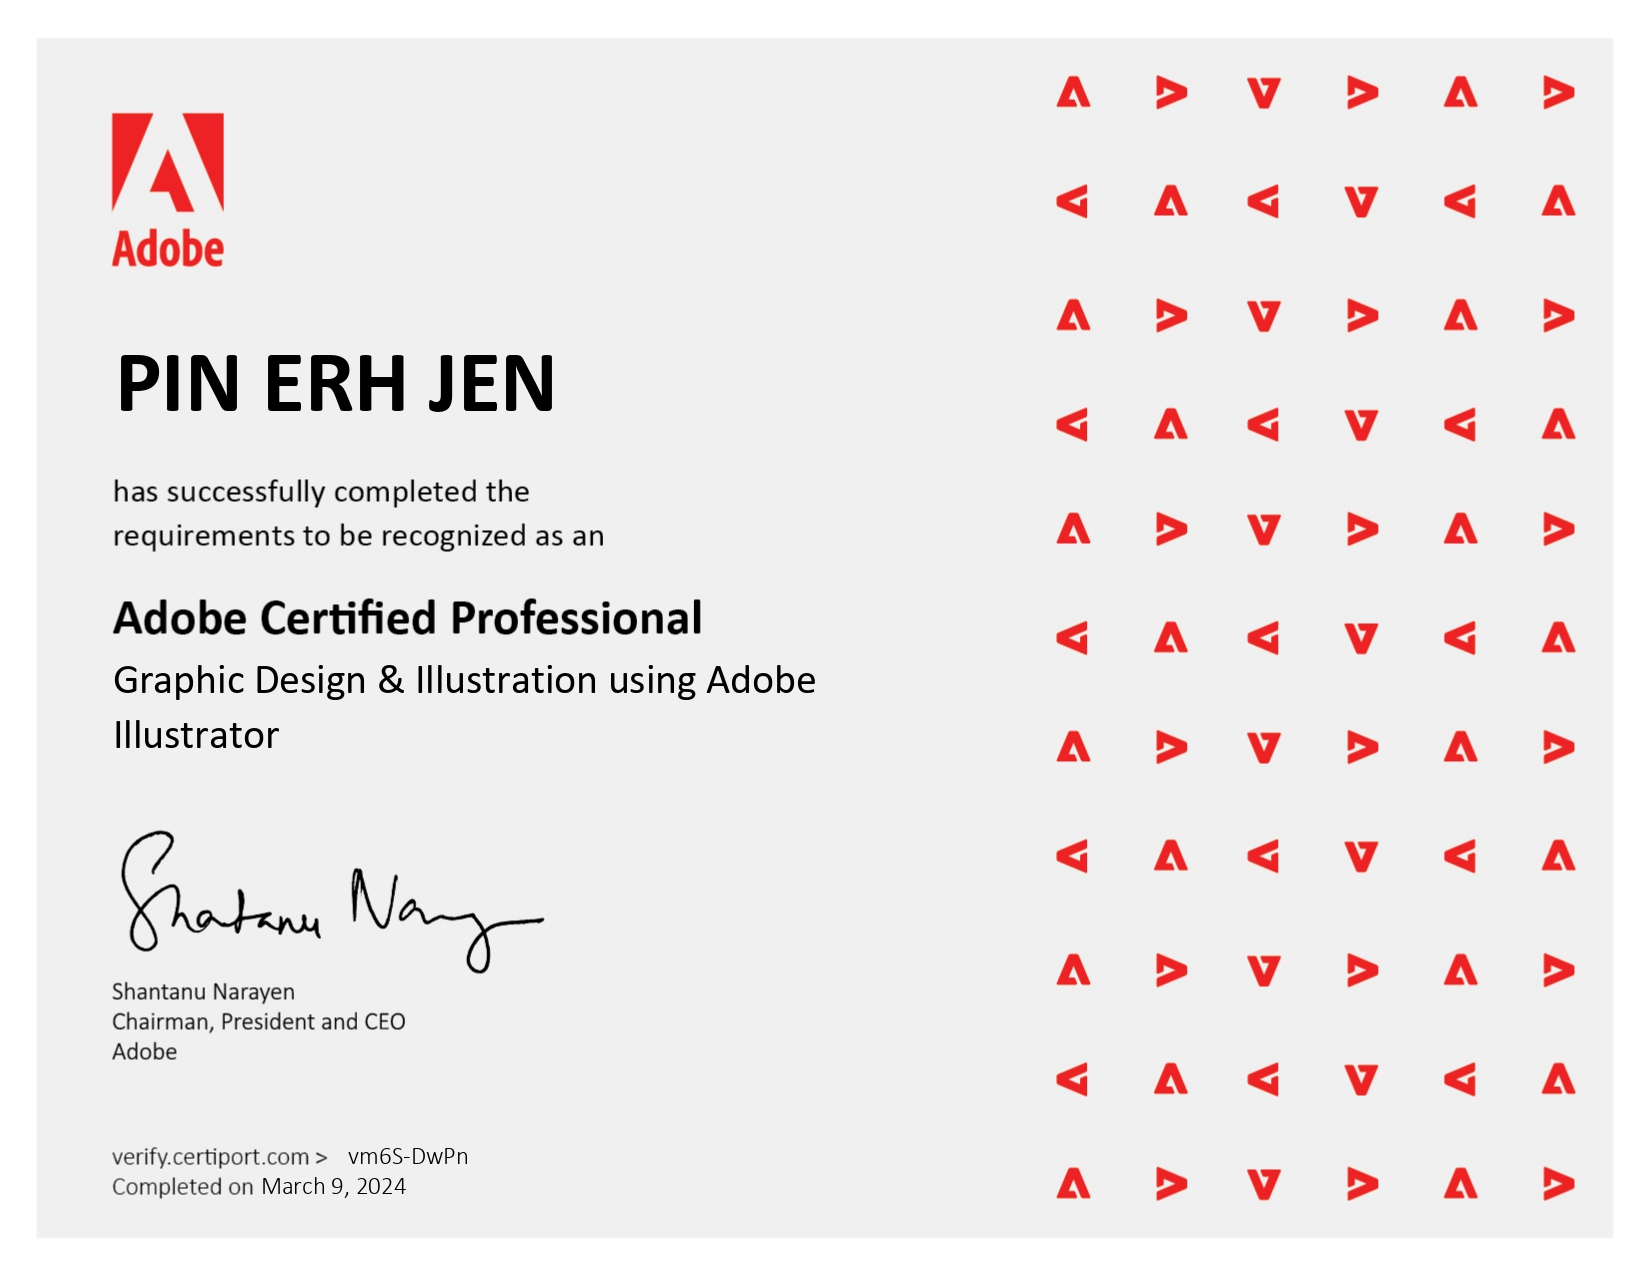 Adobe
PIN ERH JEN
has successfully completed the
requirements to be recognized as an
Adobe Certified Professional
Graphic Design & Illustration using Adobe
Illustrator
Shantanu Narayen
Shantanu Narayen
Chairman, President and CEO
Adobe
verify.certiport.com > vm6S-DwPn
Completed on March 9, 2024